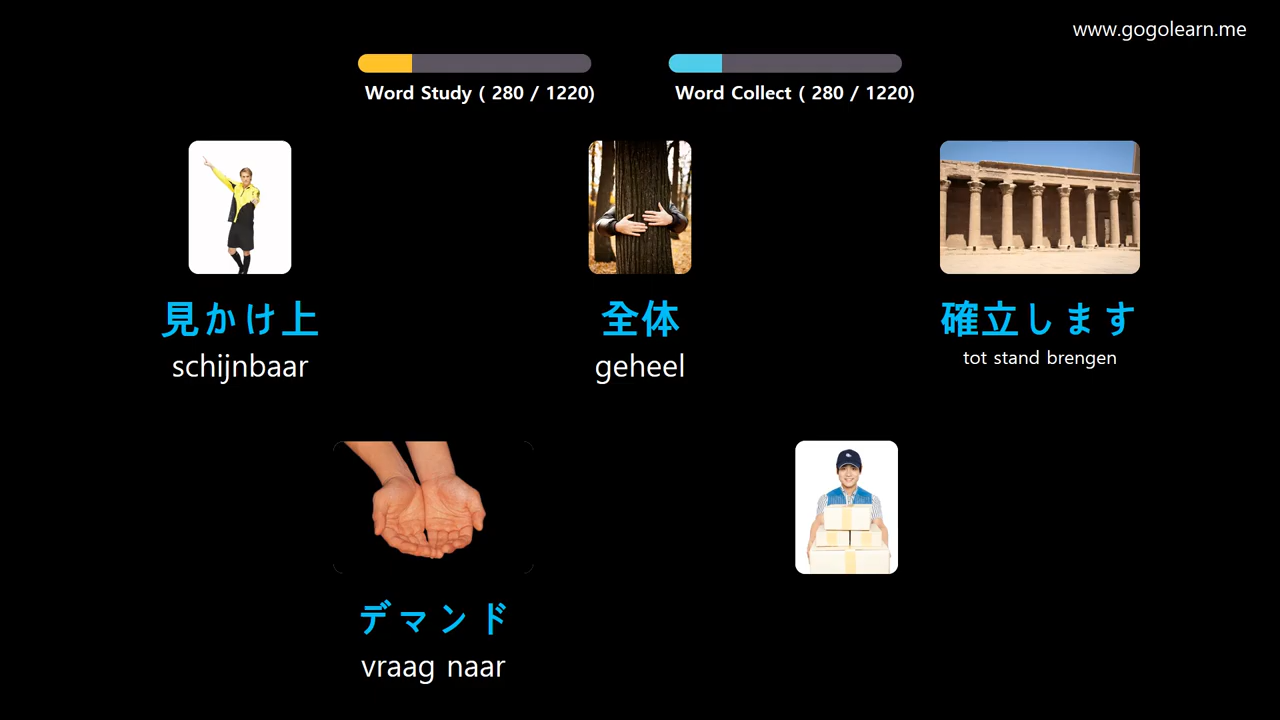 www.gogolearn.me
Word Study ( 280 / 1220)
Word Collect ( 280 / 1220)
見かけ上
schijnbaar
全体
geheel
確立します
tot stand brengen
デマンド
vraag naar